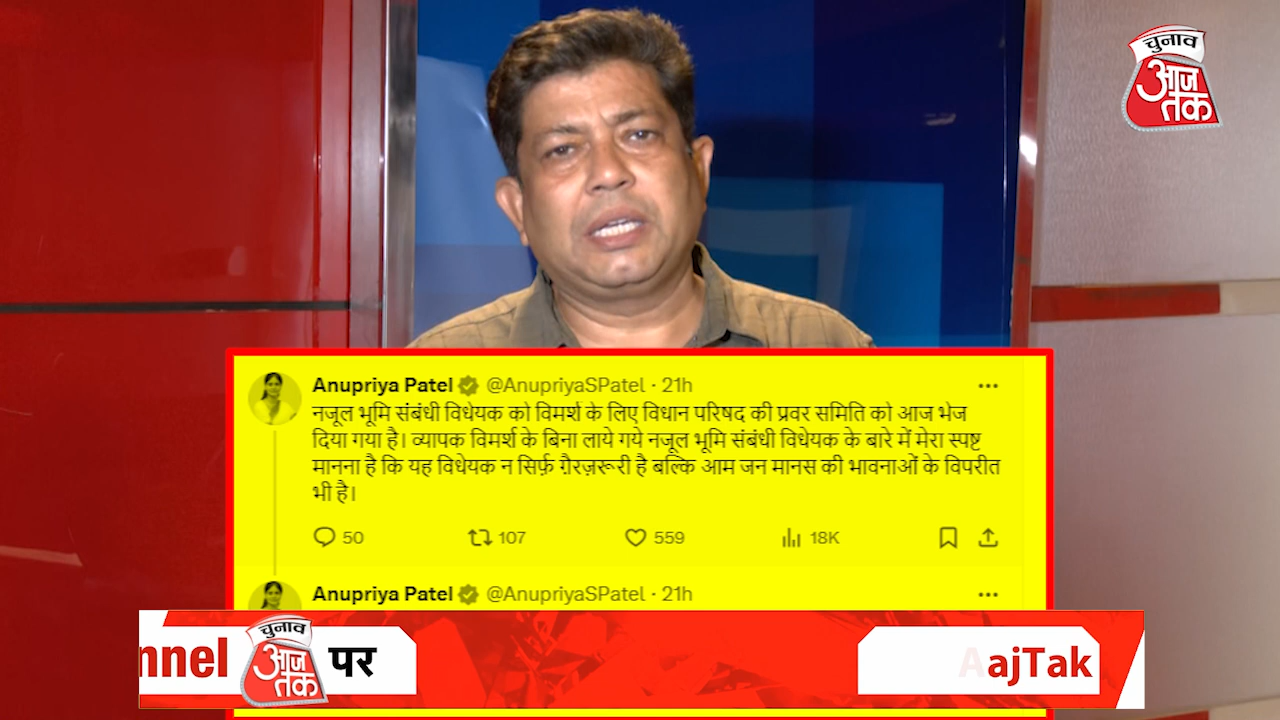 चुनाव
आज
तक
Anupriya Patel @AnupriyaSPatel · 21h
नजूल भूमि संबंधी विधेयक को विमर्श के लिए विधान परिषद की प्रवर समिति को आज भेज
दिया गया है। व्यापक विमर्श के बिना लाये गये नजूल भूमि संबंधी विधेयक के बारे में मेरा स्पष्ट
मानना है कि यह विधेयक न सिर्फ़ ग़ैरज़रूरी है बल्कि आम जन मानस की भावनाओं के विपरीत
भी है।
50 107 559 18K
Anupriya Patel @AnupriyaSPatel · 21h
nnel चुनाव आज तक पर
AajTak